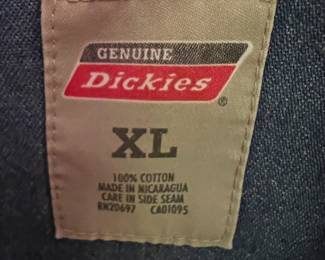 GENUINE
Dickies
®
XL
100% COTTON
MADE IN NICARAGUA
CARE IN SIDE SEAM
RN20697 CA01095